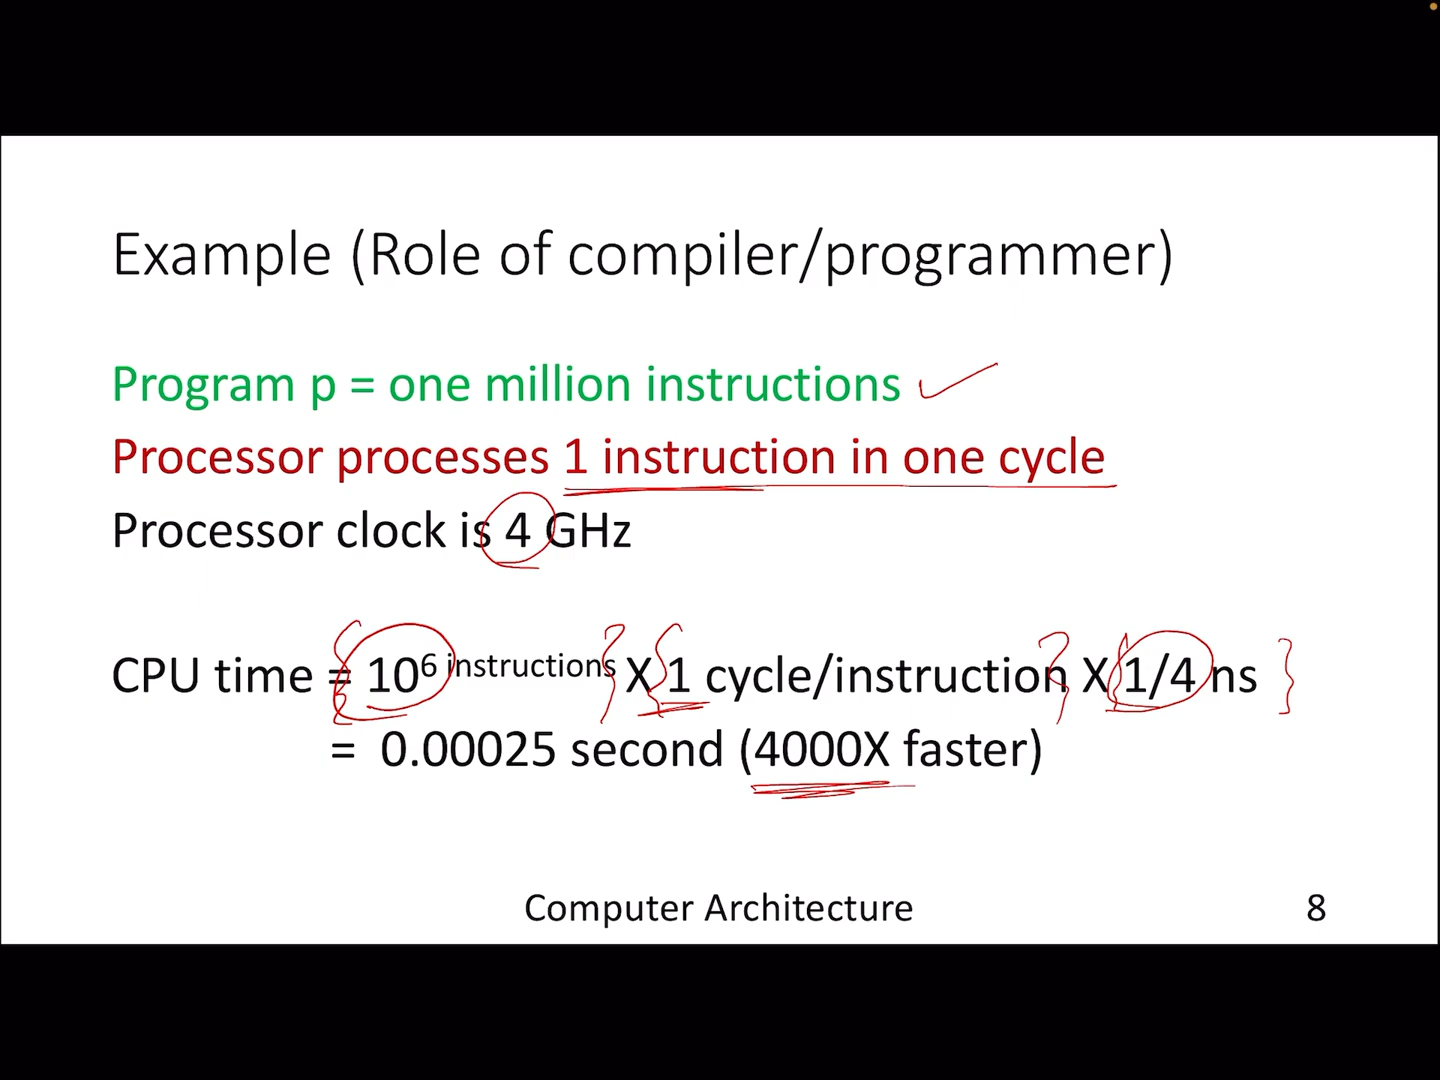 Example (Role of compiler/programmer)
Program p = one million instructions
Processor processes 1 instruction in one cycle
Processor clock is 4 GHz
CPU time = 10^6 instructions X 1 cycle/instruction X 1/4 ns
= 0.00025 second (4000X faster)
Computer Architecture
8